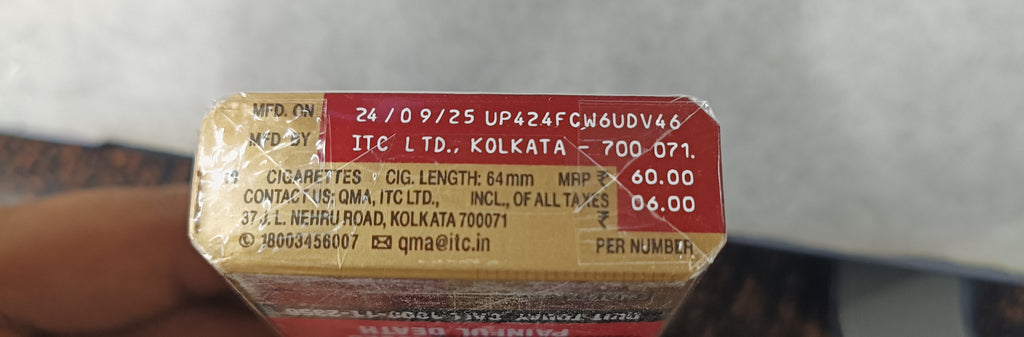 MFD. ON 24/09/25 UP424FCW6UDV46
MFD. BY ITC LTD., KOLKATA - 700 071.
CIGARETTES CIG. LENGTH: 64mm MRP ₹ 60.00
CONTACT US; QMA, ITC LTD., INCL., OF ALL TAXES
37 J. L. NEHRU ROAD, KOLKATA 700071 ₹ 06.00
✆ 18003456007 ✉ qma@itc.in PER NUMBER
PAINFUL DEATH